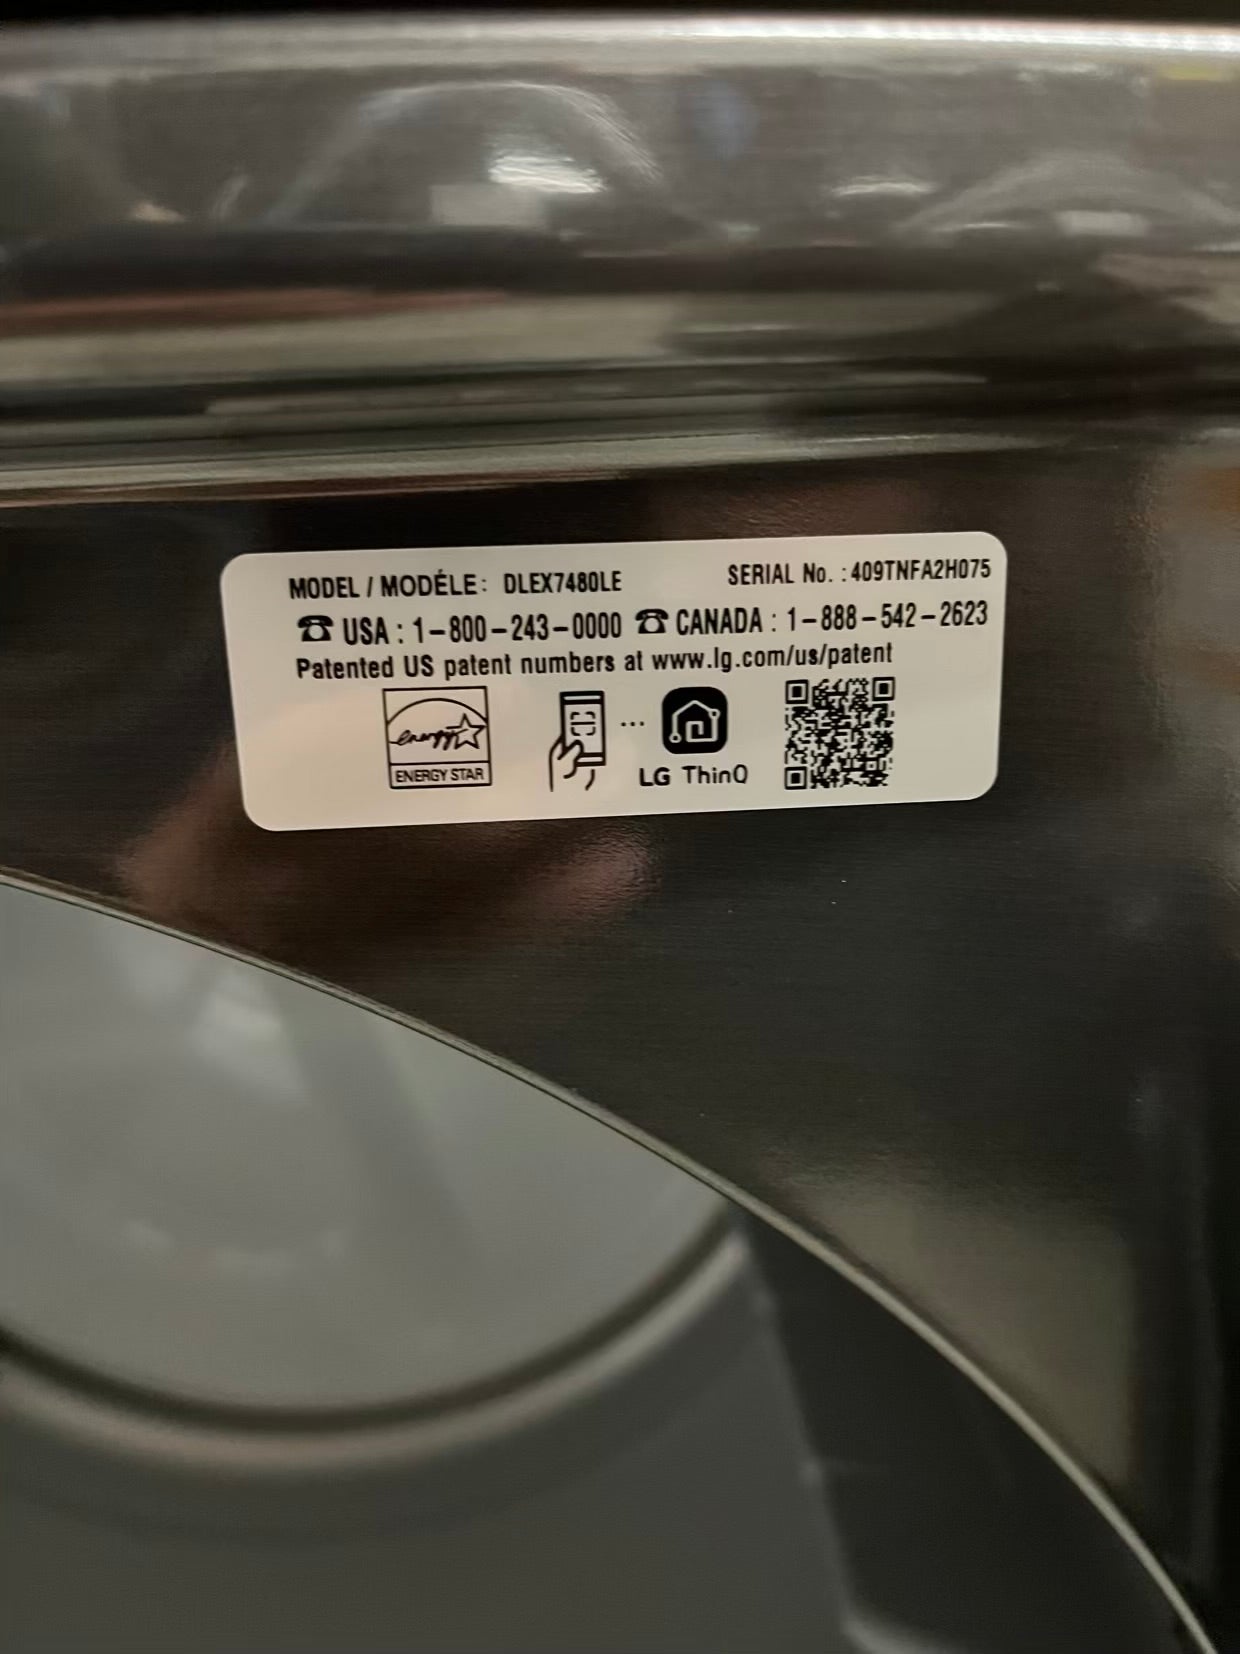 MODEL / MODÉLE : DLEX7480LE SERIAL No. : 409TNFA2H075
USA : 1-800-243-0000 CANADA : 1-888-542-2623
Patented US patent numbers at www.lg.com/us/patent
energy
ENERGY STAR
LG ThinQ